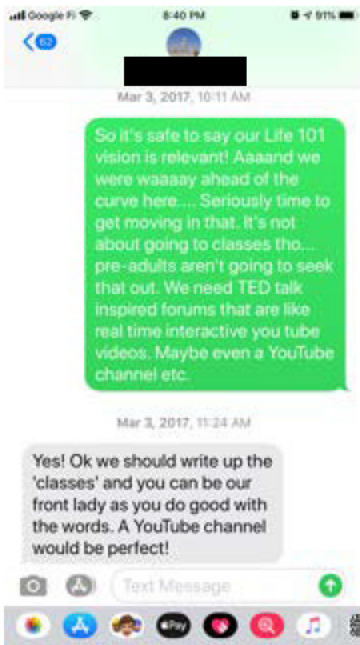 Google Fi
8:40 PM
91%
62
Mar 3, 2017, 10:11 AM
So it's safe to say our Life 101
vision is relevant! Aaaand we
were waaaay ahead of the
curve here.... Seriously time to
get moving in that. It's not
about going to classes tho...
pre-adults aren't going to seek
that out. We need TED talk
inspired forums that are like
real time interactive you tube
videos. Maybe even a YouTube
channel etc.
Mar 3, 2017, 11:24 AM
Yes! Ok we should write up the
'classes' and you can be our
front lady as you do good with
the words. A YouTube channel
would be perfect!
Text Message
Pay